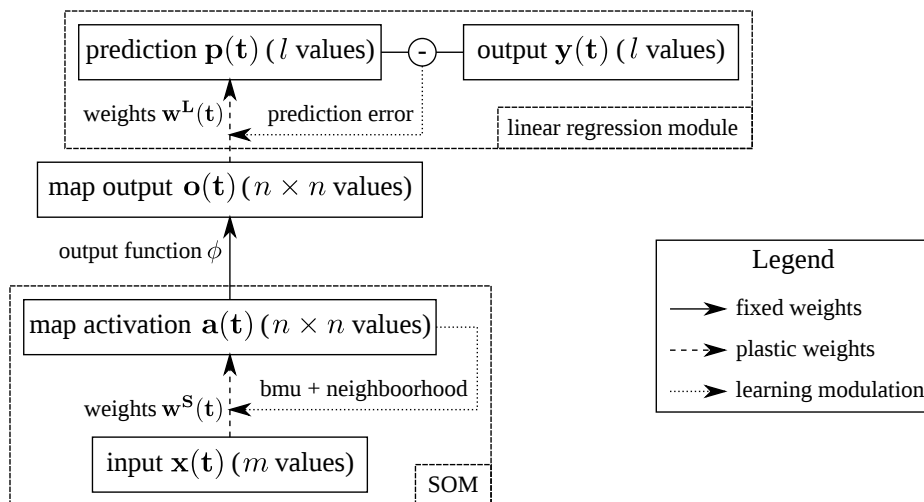 prediction p(t) ( l values)
-
output y(t) ( l values)
weights w^L(t)
prediction error
linear regression module
map output o(t) ( n × n values)
output function ϕ
Legend
map activation a(t) ( n × n values)
fixed weights
plastic weights
bmu + neighboorhood
learning modulation
weights w^S(t)
input x(t) ( m values)
SOM